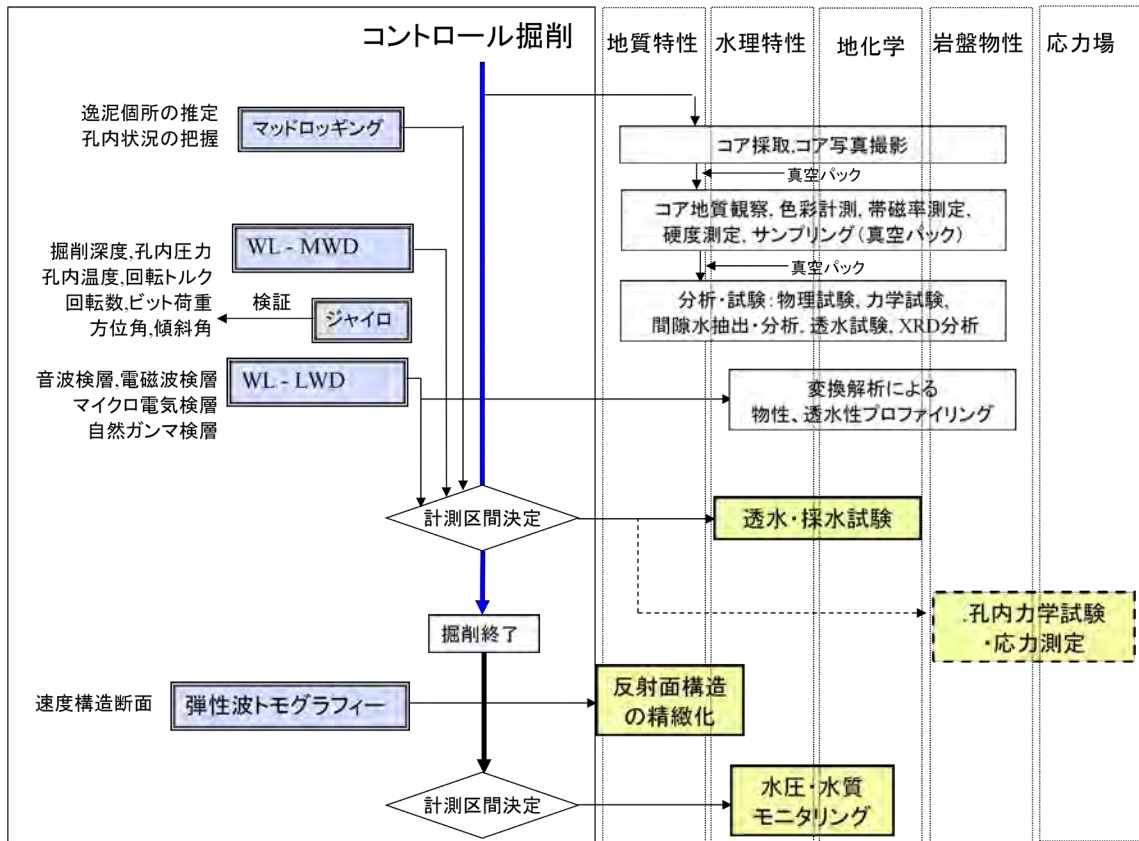 コントロール掘削
地質特性
水理特性
地化学
岩盤物性
応力場
逸泥個所の推定
孔内状況の把握
マッドロッギング
コア採取,コア写真撮影
真空パック
コア地質観察, 色彩計測, 帯磁率測定,
硬度測定, サンプリング(真空パック)
真空パック
分析・試験:物理試験, 力学試験,
間隙水抽出・分析, 透水試験, XRD分析
掘削深度,孔内圧力
孔内温度,回転トルク
回転数,ビット荷重
方位角,傾斜角
WL - MWD
検証
ジャイロ
音波検層,電磁波検層
マイクロ電気検層
自然ガンマ検層
WL - LWD
変換解析による
物性、透水性プロファイリング
計測区間決定
透水・採水試験
.孔内力学試験
・応力測定
掘削終了
速度構造断面
弾性波トモグラフィー
反射面構造
の精緻化
計測区間決定
水圧・水質
モニタリング